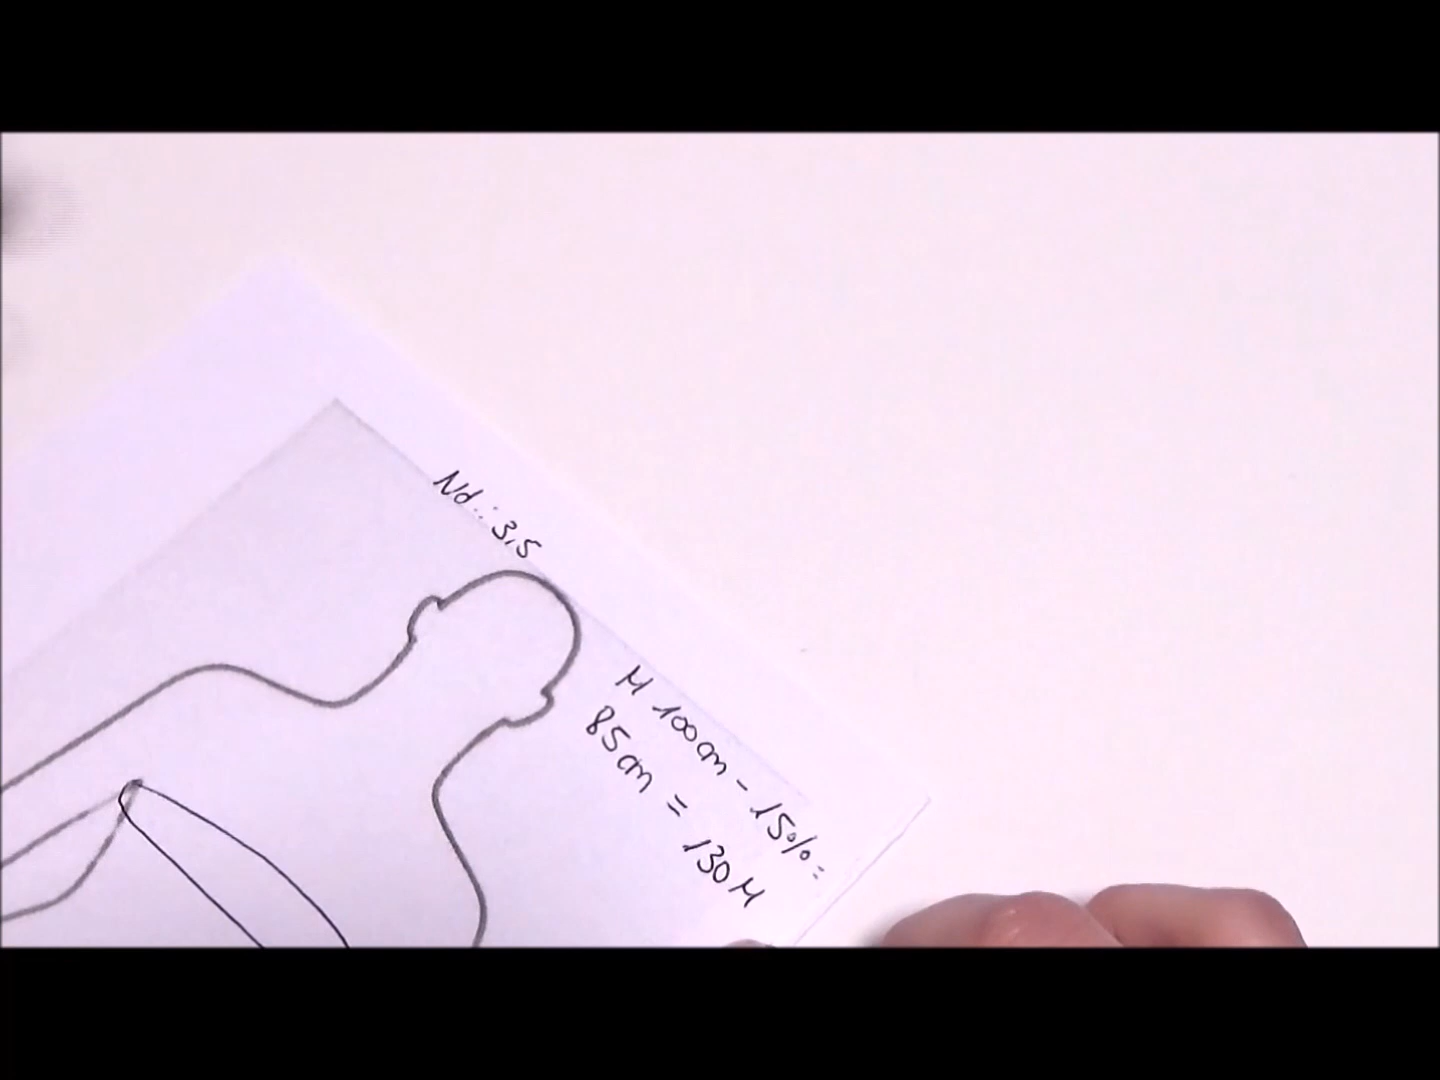 Nd.: 3,5
M 100cm - 15% =
85cm = 130 M